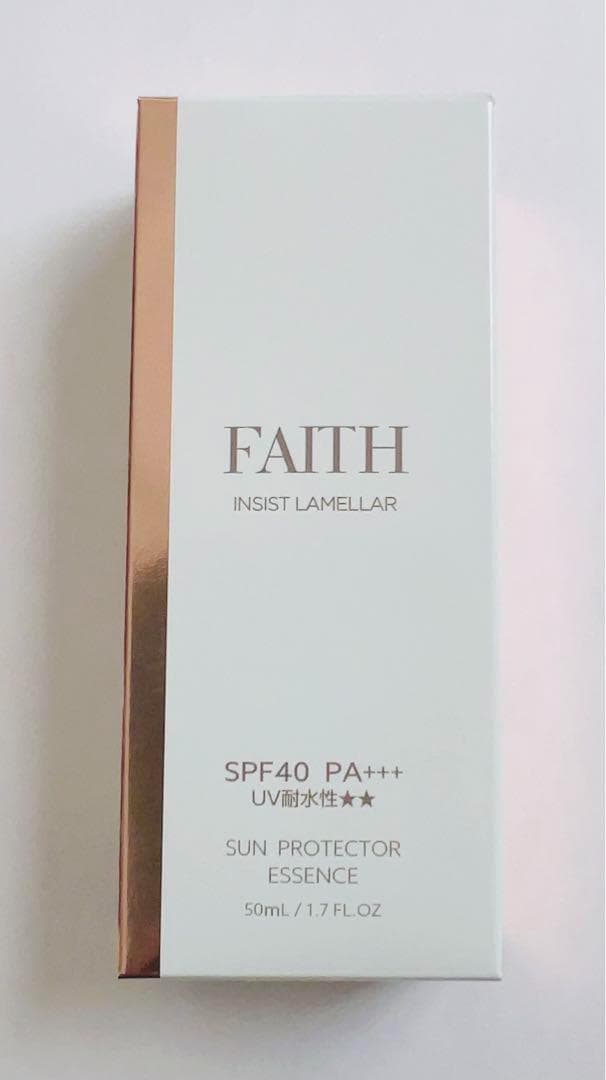 FAITH
INSIST LAMELLAR
SPF40 PA+++
UV耐水性★★
SUN PROTECTOR
ESSENCE
50mL / 1.7 FL.OZ